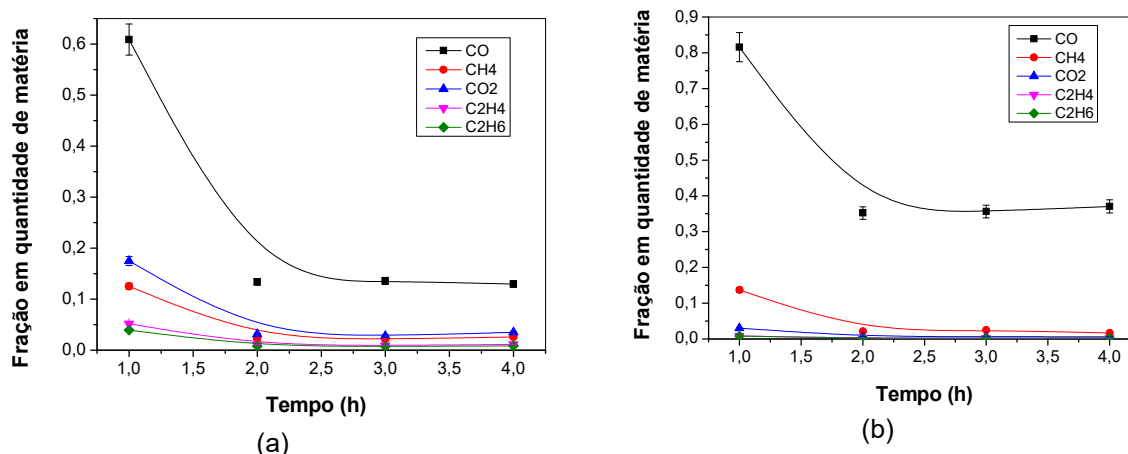 Fração em quantidade de matéria
0,6
0,5
0,4
0,3
0,2
0,1
0,0
CO
CH4
CO2
C2H4
C2H6
1,0 1,5 2,0 2,5 3,0 3,5 4,0
Tempo (h)
(a)
Fração em quantidade de matéria
0,9
0,8
0,7
0,6
0,5
0,4
0,3
0,2
0,1
0,0
CO
CH4
CO2
C2H4
C2H6
1,0 1,5 2,0 2,5 3,0 3,5 4,0
Tempo (h)
(b)